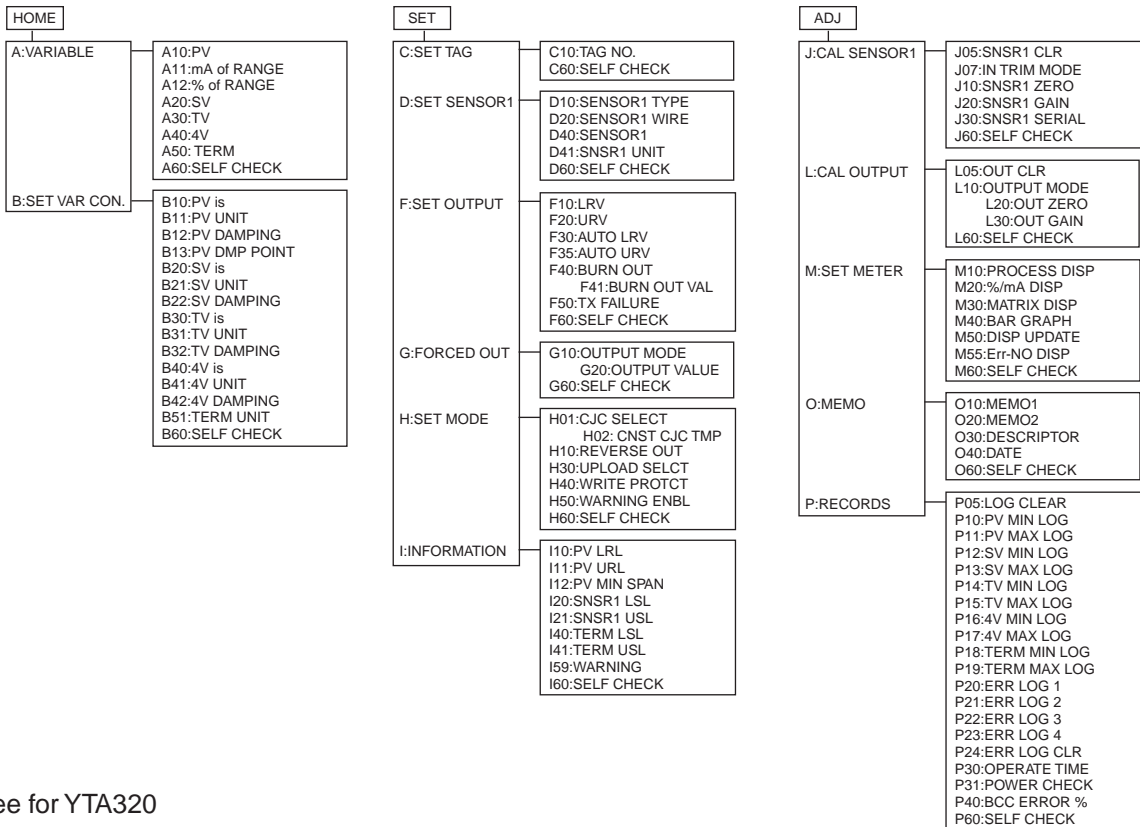 HOME
A:VARIABLE
A10:PV
A11:mA of RANGE
A12:% of RANGE
A20:SV
A30:TV
A40:4V
A50: TERM
A60:SELF CHECK
B:SET VAR CON.
B10:PV is
B11:PV UNIT
B12:PV DAMPING
B13:PV DMP POINT
B20:SV is
B21:SV UNIT
B22:SV DAMPING
B30:TV is
B31:TV UNIT
B32:TV DAMPING
B40:4V is
B41:4V UNIT
B42:4V DAMPING
B51:TERM UNIT
B60:SELF CHECK
SET
C:SET TAG
C10:TAG NO.
C60:SELF CHECK
D:SET SENSOR1
D10:SENSOR1 TYPE
D20:SENSOR1 WIRE
D40:SENSOR1
D41:SNSR1 UNIT
D60:SELF CHECK
F:SET OUTPUT
F10:LRV
F20:URV
F30:AUTO LRV
F35:AUTO URV
F40:BURN OUT
F41:BURN OUT VAL
F50:TX FAILURE
F60:SELF CHECK
G:FORCED OUT
G10:OUTPUT MODE
G20:OUTPUT VALUE
G60:SELF CHECK
H:SET MODE
H01:CJC SELECT
H02: CNST CJC TMP
H10:REVERSE OUT
H30:UPLOAD SELCT
H40:WRITE PROTCT
H50:WARNING ENBL
H60:SELF CHECK
I:INFORMATION
I10:PV LRL
I11:PV URL
I12:PV MIN SPAN
I20:SNSR1 LSL
I21:SNSR1 USL
I40:TERM LSL
I41:TERM USL
I59:WARNING
I60:SELF CHECK
ADJ
J:CAL SENSOR1
J05:SNSR1 CLR
J07:IN TRIM MODE
J10:SNSR1 ZERO
J20:SNSR1 GAIN
J30:SNSR1 SERIAL
J60:SELF CHECK
L:CAL OUTPUT
L05:OUT CLR
L10:OUTPUT MODE
L20:OUT ZERO
L30:OUT GAIN
L60:SELF CHECK
M:SET METER
M10:PROCESS DISP
M20:%/mA DISP
M30:MATRIX DISP
M40:BAR GRAPH
M50:DISP UPDATE
M55:Err-NO DISP
M60:SELF CHECK
O:MEMO
O10:MEMO1
O20:MEMO2
O30:DESCRIPTOR
O40:DATE
O60:SELF CHECK
P:RECORDS
P05:LOG CLEAR
P10:PV MIN LOG
P11:PV MAX LOG
P12:SV MIN LOG
P13:SV MAX LOG
P14:TV MIN LOG
P15:TV MAX LOG
P16:4V MIN LOG
P17:4V MAX LOG
P18:TERM MIN LOG
P19:TERM MAX LOG
P20:ERR LOG 1
P21:ERR LOG 2
P22:ERR LOG 3
P23:ERR LOG 4
P24:ERR LOG CLR
P30:OPERATE TIME
P31:POWER CHECK
P40:BCC ERROR %
P60:SELF CHECK
for YTA320